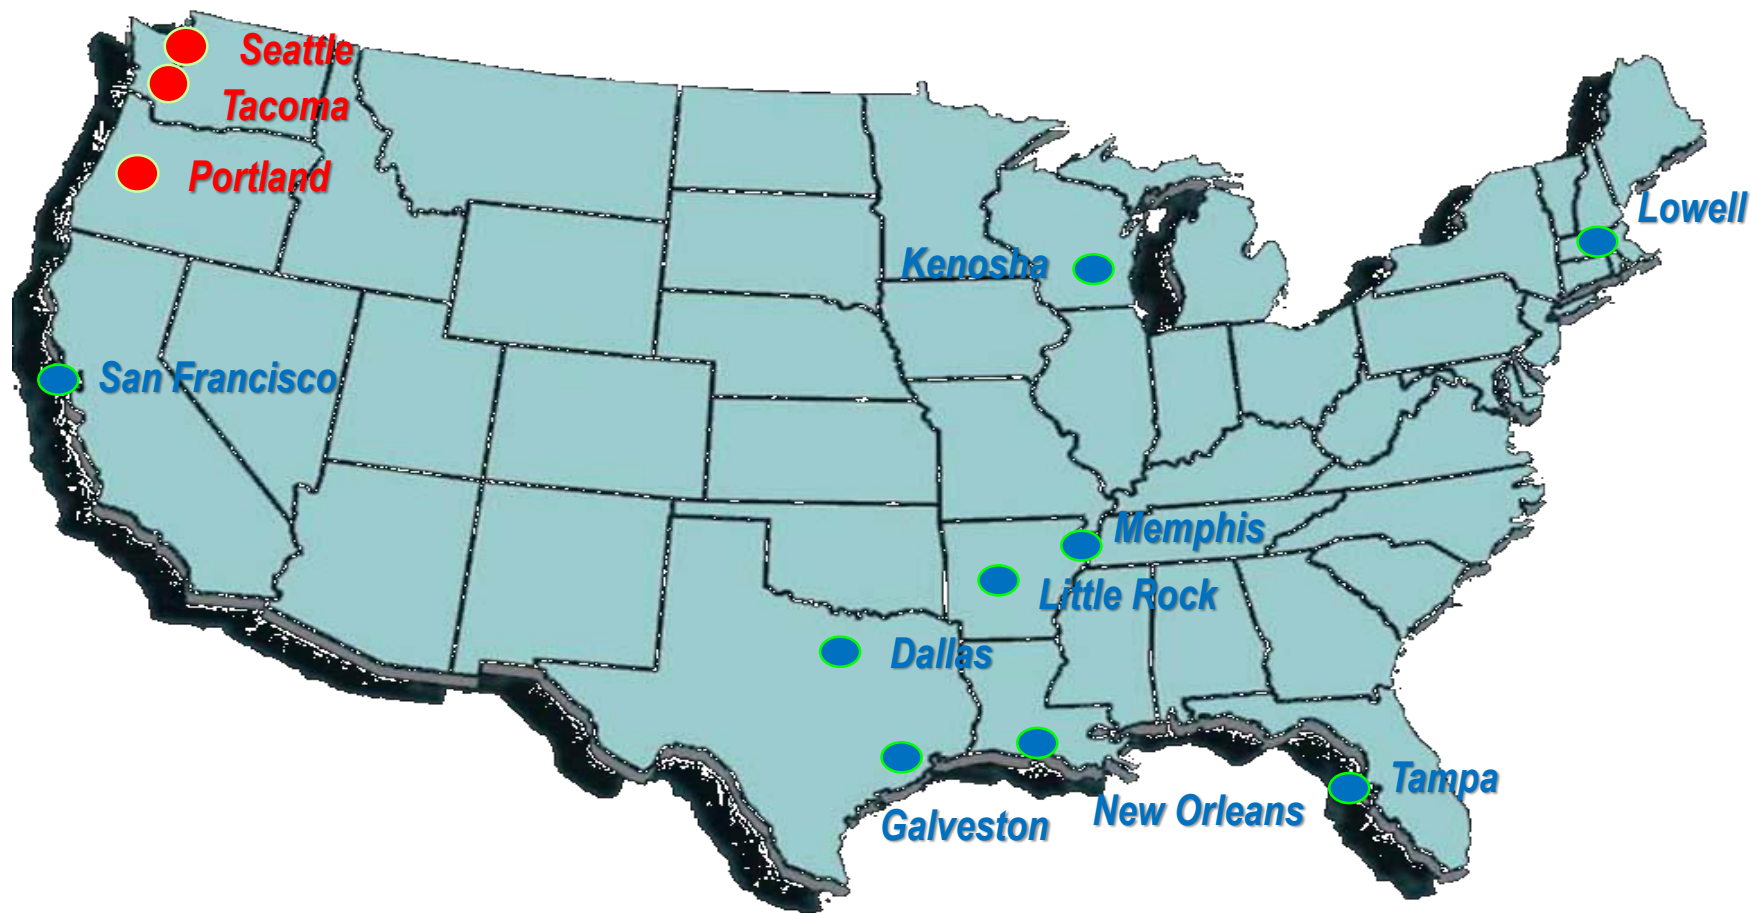 Seattle
Tacoma
Portland
Lowell
Kenosha
San Francisco
Memphis
Little Rock
Dallas
Tampa
New Orleans
Galveston